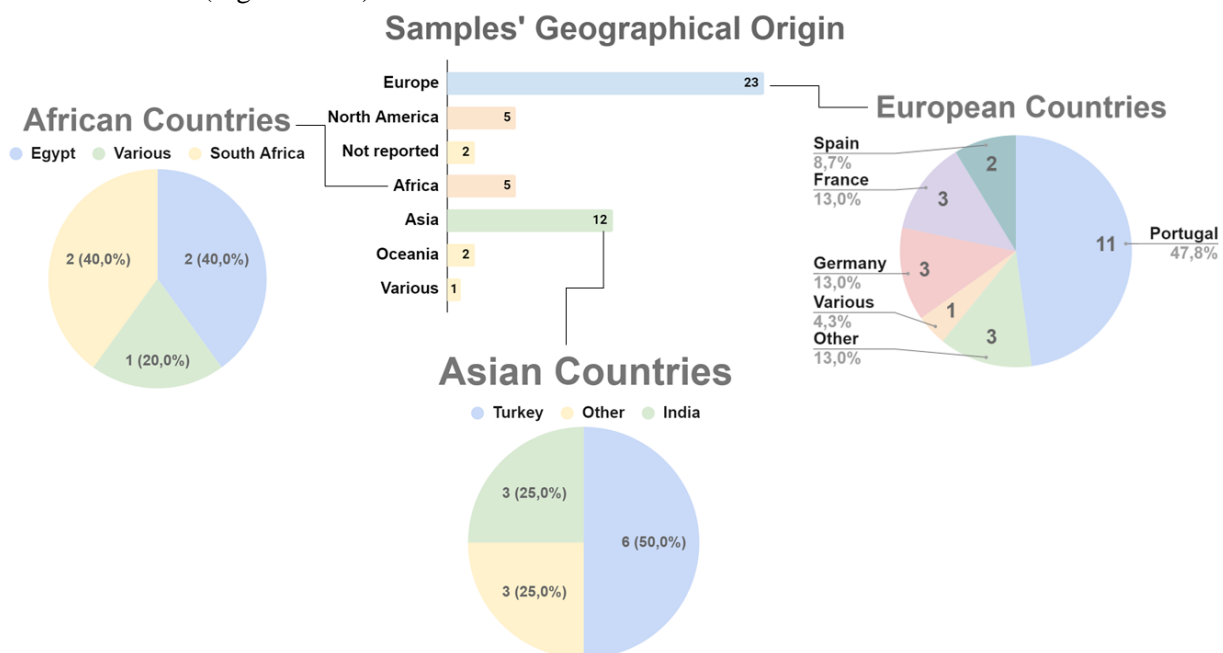 Samples' Geographical Origin
Europe 23
North America 5
Not reported 2
Africa 5
Asia 12
Oceania 2
Various 1
African Countries
Egypt Various South Africa
2 (40,0%) 2 (40,0%)
1 (20,0%)
European Countries
Spain
8,7%
France
13,0%
Germany
13,0%
Various
4,3%
Other
13,0%
Portugal
47,8%
2
3
11
3
1
3
Asian Countries
Turkey Other India
3 (25,0%)
6 (50,0%)
3 (25,0%)